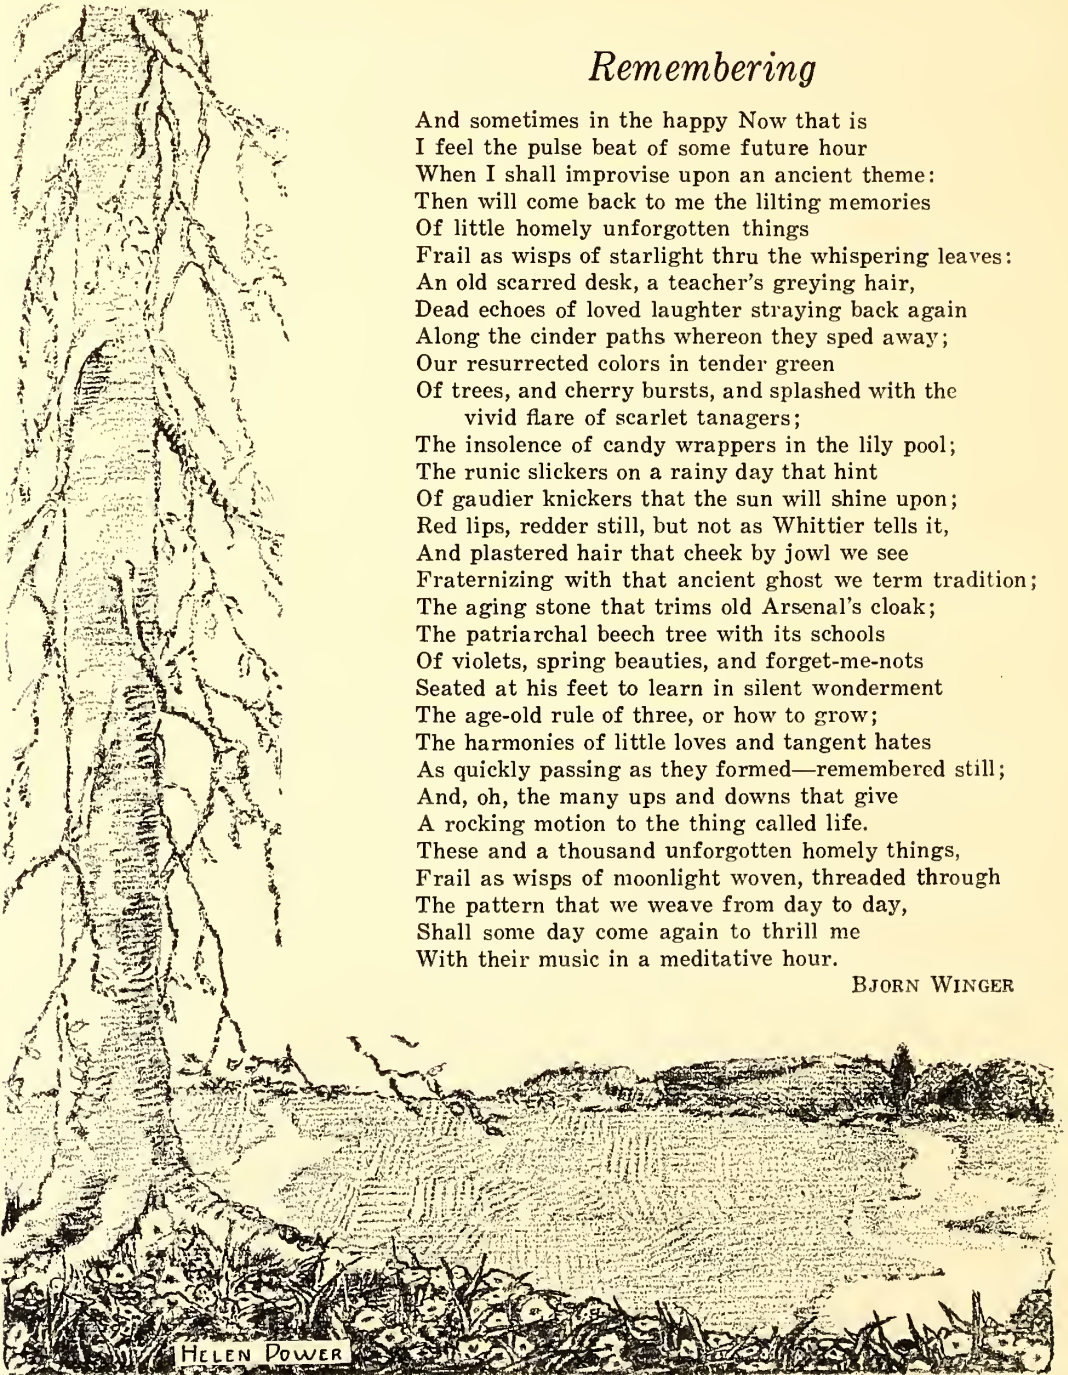 Remembering
And sometimes in the happy Now that is
I feel the pulse beat of some future hour
When I shall improvise upon an ancient theme:
Then will come back to me the lilting memories
Of little homely unforgotten things
Frail as wisps of starlight thru the whispering leaves:
An old scarred desk, a teacher's greying hair,
Dead echoes of loved laughter straying back again
Along the cinder paths whereon they sped away;
Our resurrected colors in tender green
Of trees, and cherry bursts, and splashed with the
vivid flare of scarlet tanagers;
The insolence of candy wrappers in the lily pool;
The runic slickers on a rainy day that hint
Of gaudier knickers that the sun will shine upon;
Red lips, redder still, but not as Whittier tells it,
And plastered hair that cheek by jowl we see
Fraternizing with that ancient ghost we term tradition;
The aging stone that trims old Arsenal's cloak;
The patriarchal beech tree with its schools
Of violets, spring beauties, and forget-me-nots
Seated at his feet to learn in silent wonderment
The age-old rule of three, or how to grow;
The harmonies of little loves and tangent hates
As quickly passing as they formed—remembered still;
And, oh, the many ups and downs that give
A rocking motion to the thing called life.
These and a thousand unforgotten homely things,
Frail as wisps of moonlight woven, threaded through
The pattern that we weave from day to day,
Shall some day come again to thrill me
With their music in a meditative hour.
BJORN WINGER
HELEN POWER